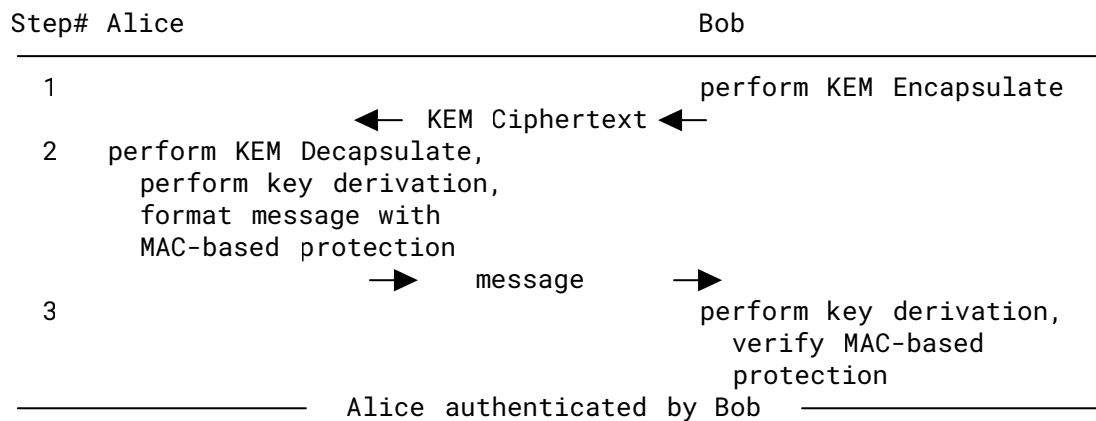 Step# Alice Bob
1 perform KEM Encapsulate
KEM Ciphertext
2 perform KEM Decapsulate,
perform key derivation,
format message with
MAC-based protection
message
3 perform key derivation,
verify MAC-based
protection
Alice authenticated by Bob